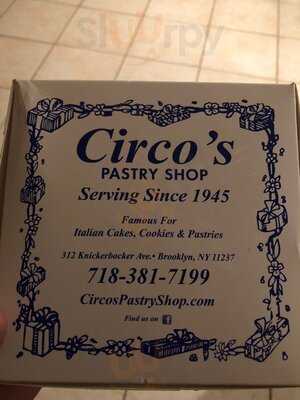 slurrpy
Circo's
PASTRY SHOP
Serving Since 1945
Famous For
Italian Cakes, Cookies & Pastries
312 Knickerbocker Ave.• Brooklyn, NY 11237
718-381-7199
CircosPastryShop.com
Find us on f